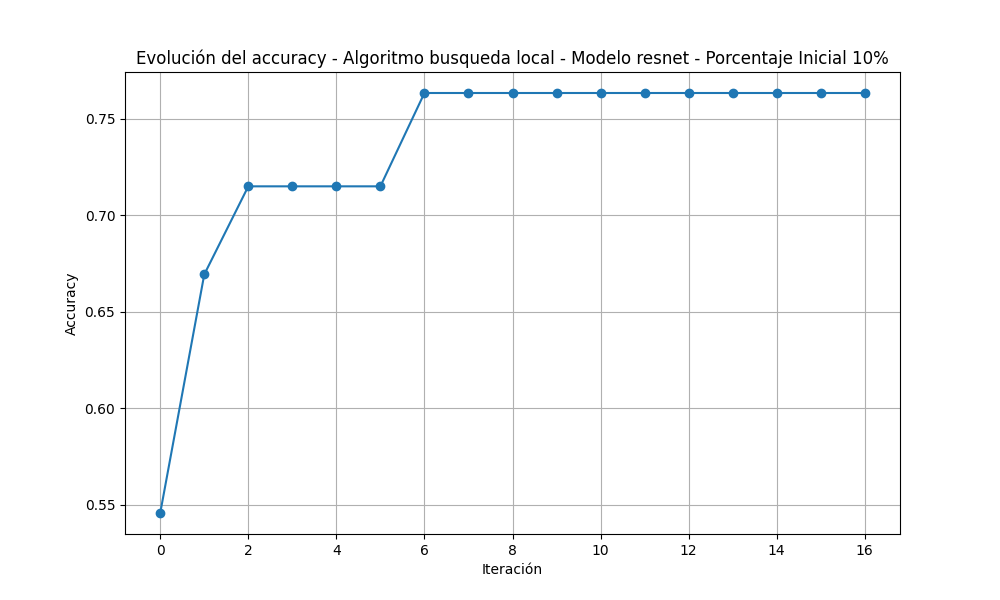 Evolución del accuracy - Algoritmo busqueda local - Modelo resnet - Porcentaje Inicial 10%
0.75
0.70
0.65
0.60
0.55
Accuracy
0 2 4 6 8 10 12 14 16
Iteración